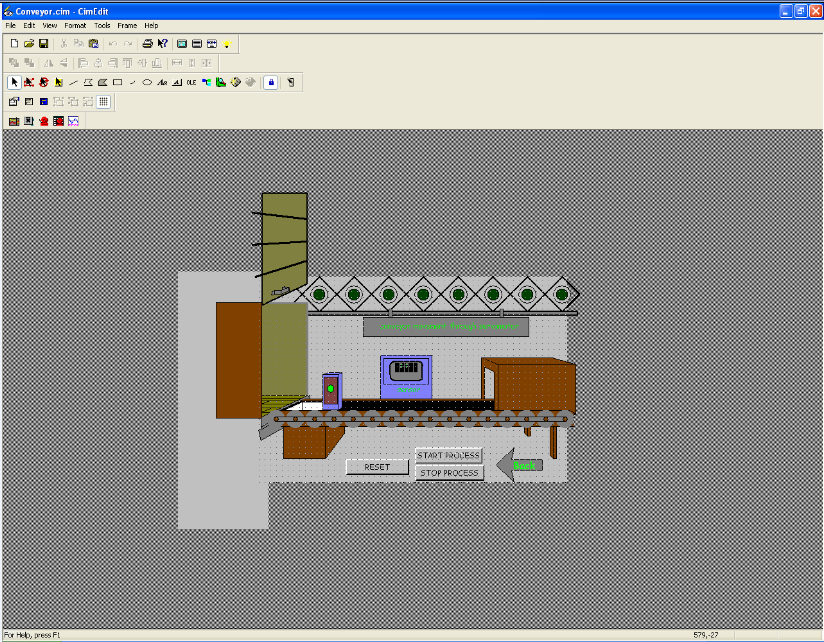 Conveyor.cim - CimEdit
File Edit View Format Tools Frame Help
OLE
START PROCESS
RESET
STOP PROCESS
Back
For Help, press F1
579,-27